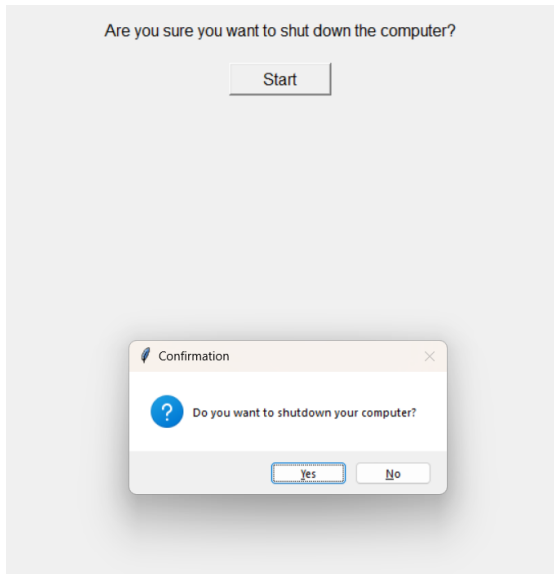 Are you sure you want to shut down the computer?
Start
Confirmation
Do you want to shutdown your computer?
Yes No